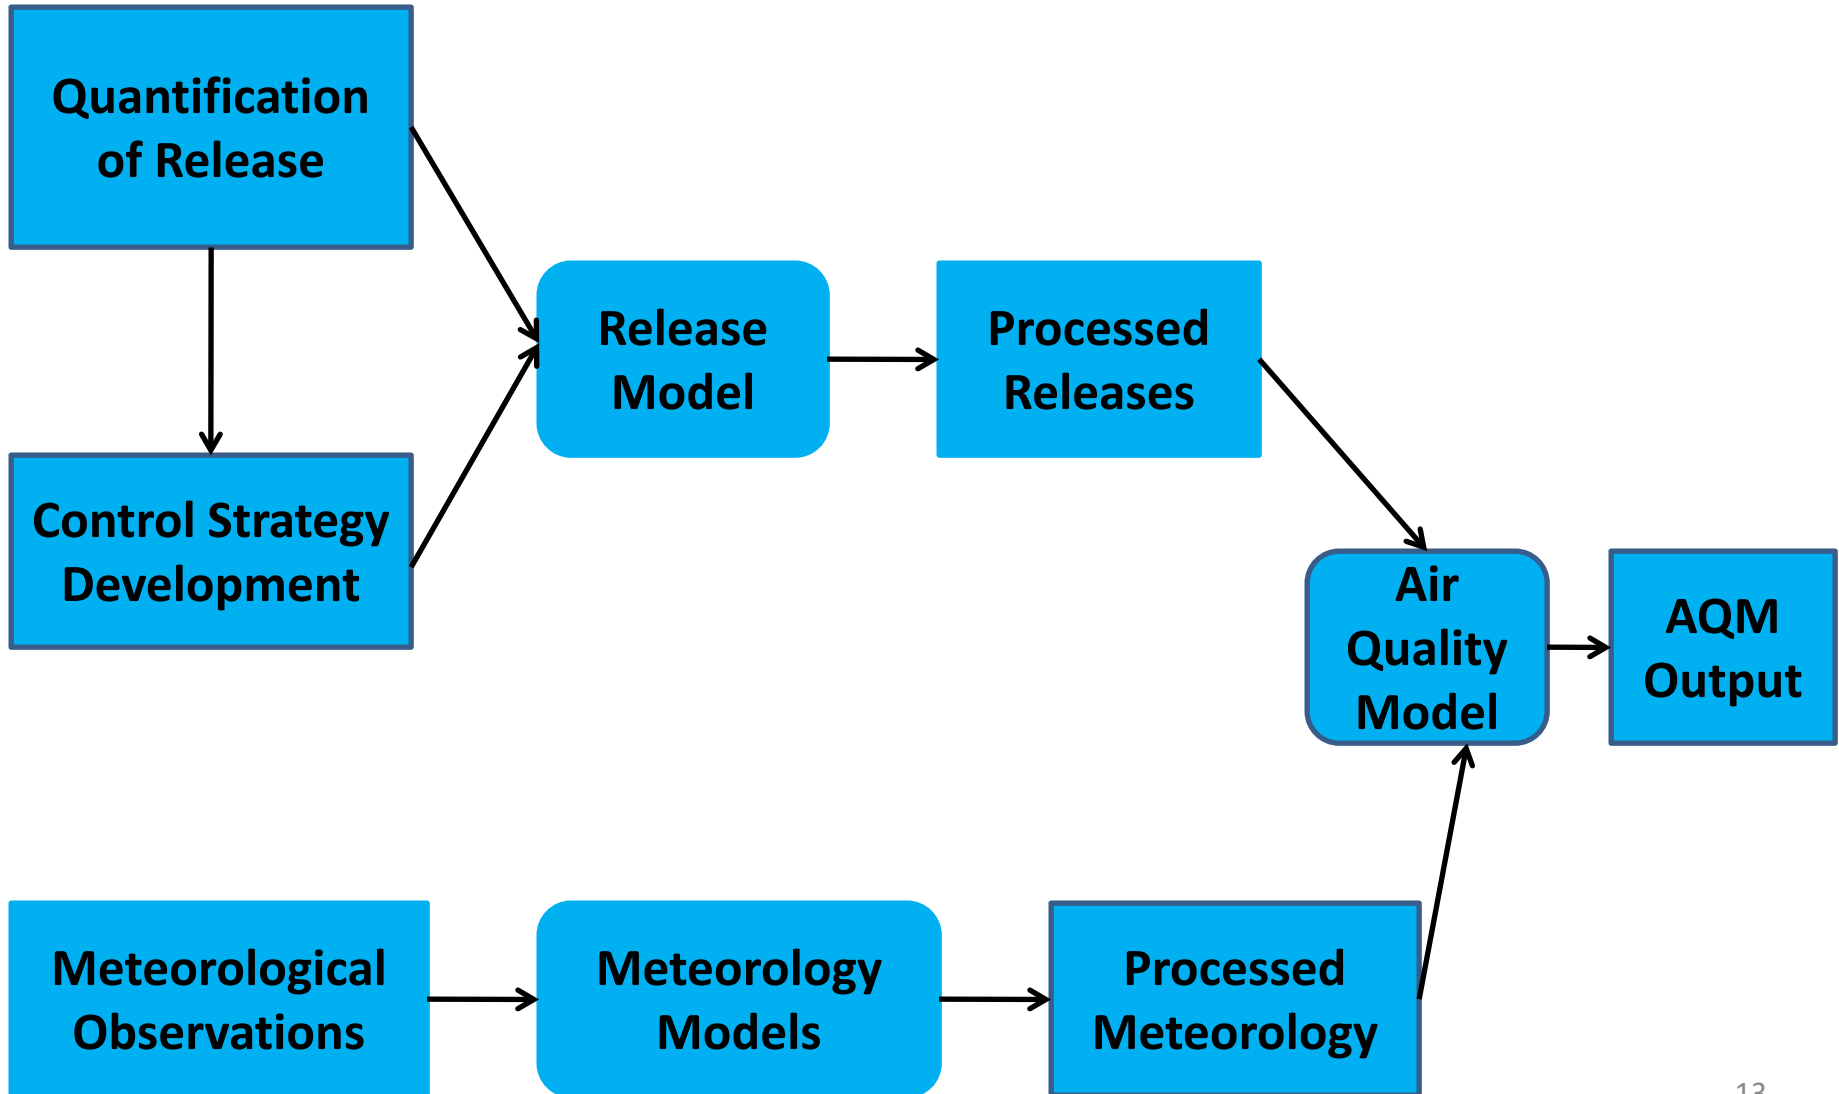 Quantification
of Release
Release
Model
Processed
Releases
Control Strategy
Development
Air
Quality
Model
AQM
Output
Meteorological
Observations
Meteorology
Models
Processed
Meteorology
13